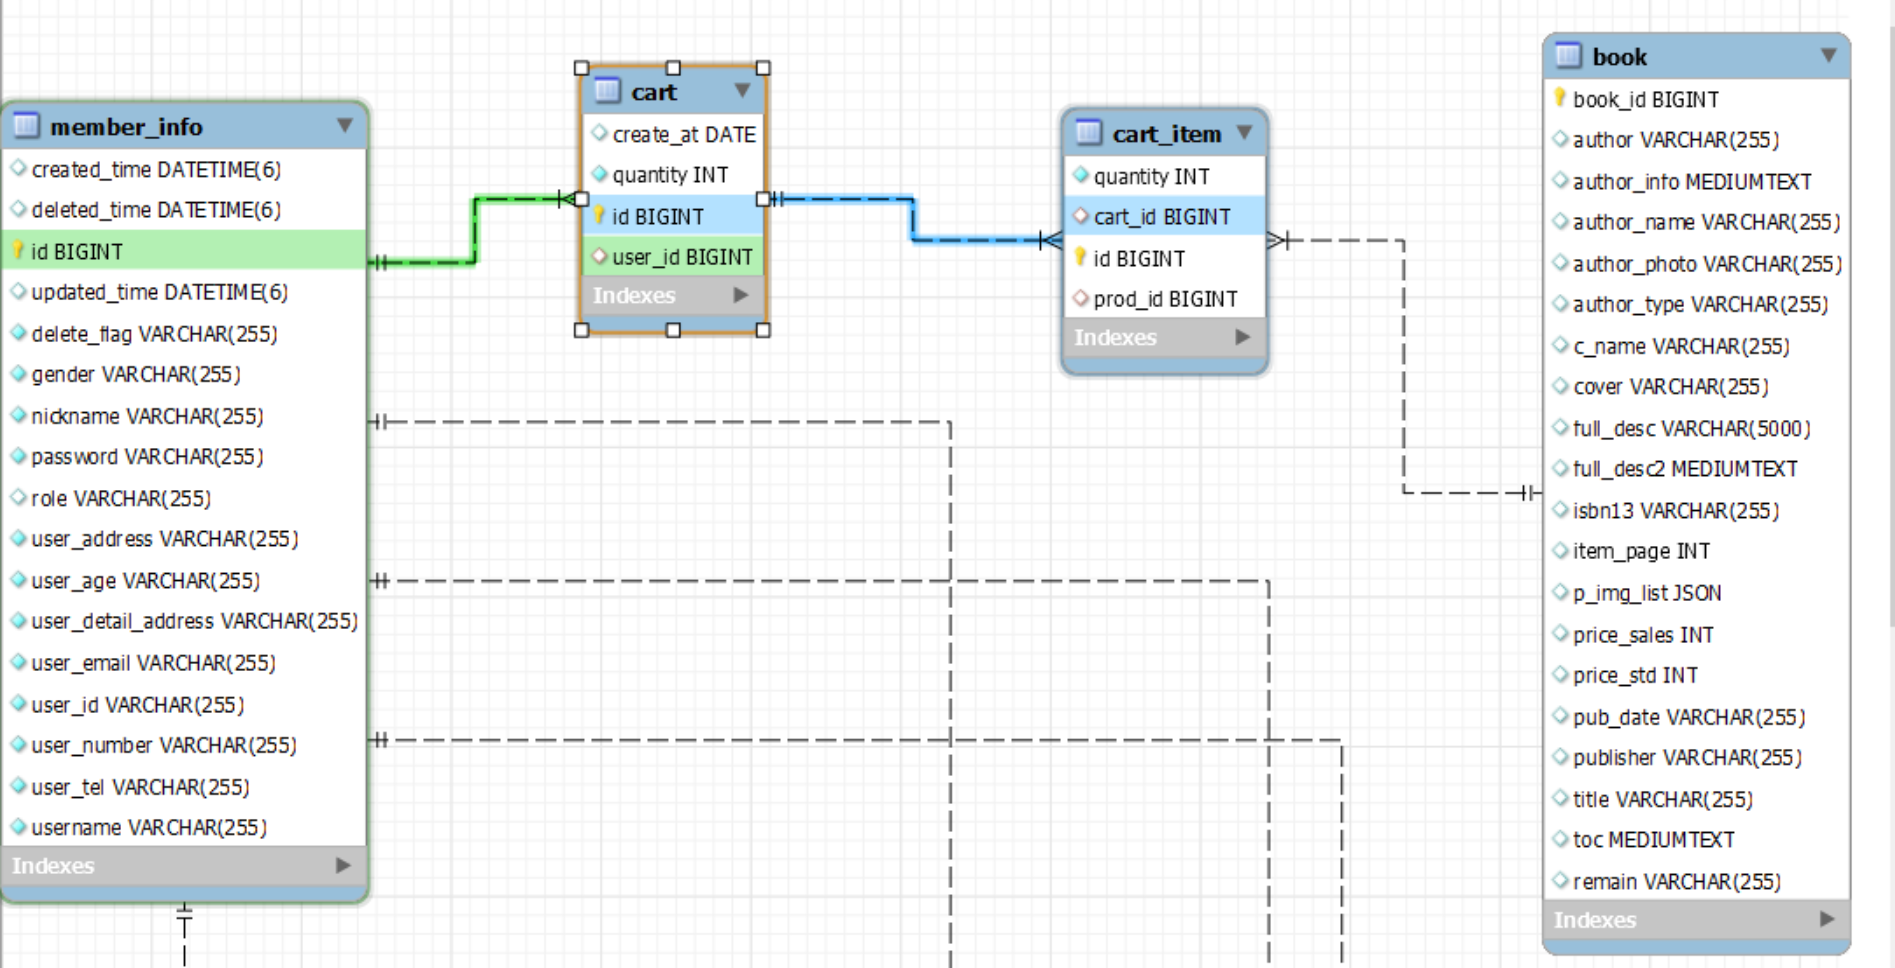 member_info
created_time DATETIME(6)
deleted_time DATETIME(6)
id BIGINT
updated_time DATETIME(6)
delete_flag VARCHAR(255)
gender VARCHAR(255)
nickname VARCHAR(255)
password VARCHAR(255)
role VARCHAR(255)
user_address VARCHAR(255)
user_age VARCHAR(255)
user_detail_address VARCHAR(255)
user_email VARCHAR(255)
user_id VARCHAR(255)
user_number VARCHAR(255)
user_tel VARCHAR(255)
username VARCHAR(255)
Indexes
cart
create_at DATE
quantity INT
id BIGINT
user_id BIGINT
Indexes
cart_item
quantity INT
cart_id BIGINT
id BIGINT
prod_id BIGINT
Indexes
book
book_id BIGINT
author VARCHAR(255)
author_info MEDIUMTEXT
author_name VARCHAR(255)
author_photo VARCHAR(255)
author_type VARCHAR(255)
c_name VARCHAR(255)
cover VARCHAR(255)
full_desc VARCHAR(5000)
full_desc2 MEDIUMTEXT
isbn13 VARCHAR(255)
item_page INT
p_img_list JSON
price_sales INT
price_std INT
pub_date VARCHAR(255)
publisher VARCHAR(255)
title VARCHAR(255)
toc MEDIUMTEXT
remain VARCHAR(255)
Indexes